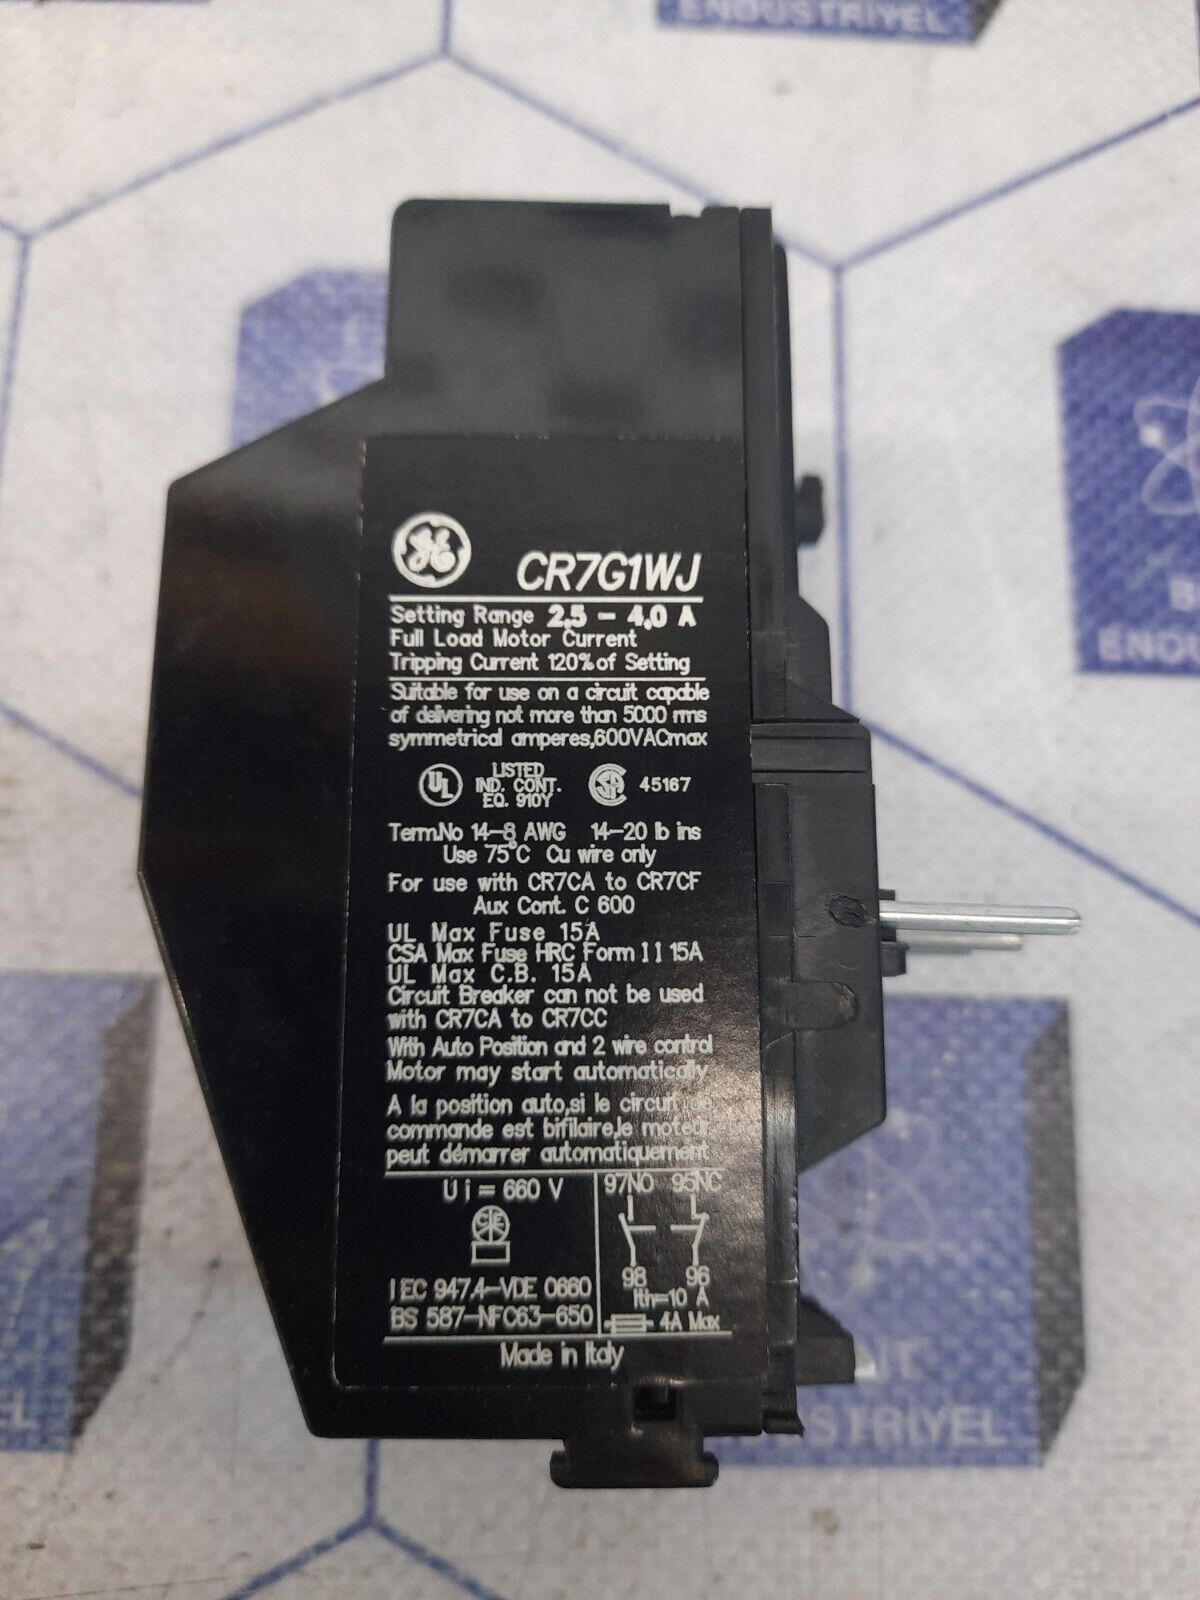 ENDUSTRIYEL
GE
CR7G1WJ
Setting Range 2,5 - 4,0 A
Full Load Motor Current
Tripping Current 120% of Setting
Suitable for use on a circuit capable
of delivering not more than 5000 rms
symmetrical amperes,600VACmax
UL LISTED
IND. CONT.
EQ. 910Y
SA 45167
Term.No 14-8 AWG 14-20 lb ins
Use 75°C Cu wire only
For use with CR7CA to CR7CF
Aux Cont. C 600
UL Max Fuse 15A
CSA Max Fuse HRC Form II 15A
UL Max C.B. 15A
Circuit Breaker can not be used
with CR7CA to CR7CC
With Auto Position and 2 wire control
Motor may start automatically
A la position auto,si le circuit de
commande est bifilaire,le moteur
peut démarrer automatiquement
Ui = 660 V
97NO 95NC
98 96
Ith=10 A
4A Max
IEC 947.4-VDE 0660
BS 587-NFC63-650
Made in Italy